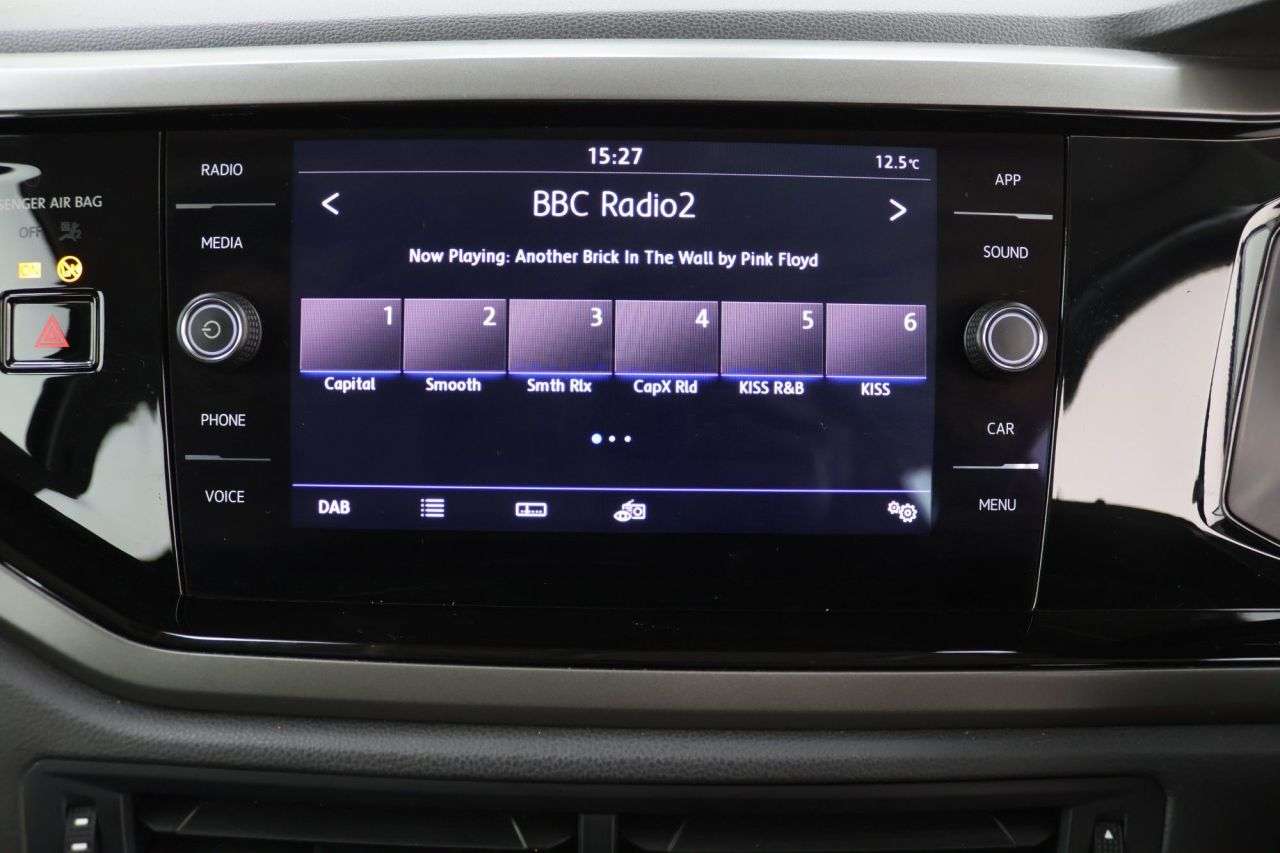 SENGER AIR BAG
OFF
ON
RADIO
MEDIA
PHONE
VOICE
15:27
12.5°C
< BBC Radio2 >
Now Playing: Another Brick In The Wall by Pink Floyd
1 2 3 4 5 6
Capital Smooth Smth Rlx CapX Rld KISS R&B KISS
DAB
APP
SOUND
CAR
MENU